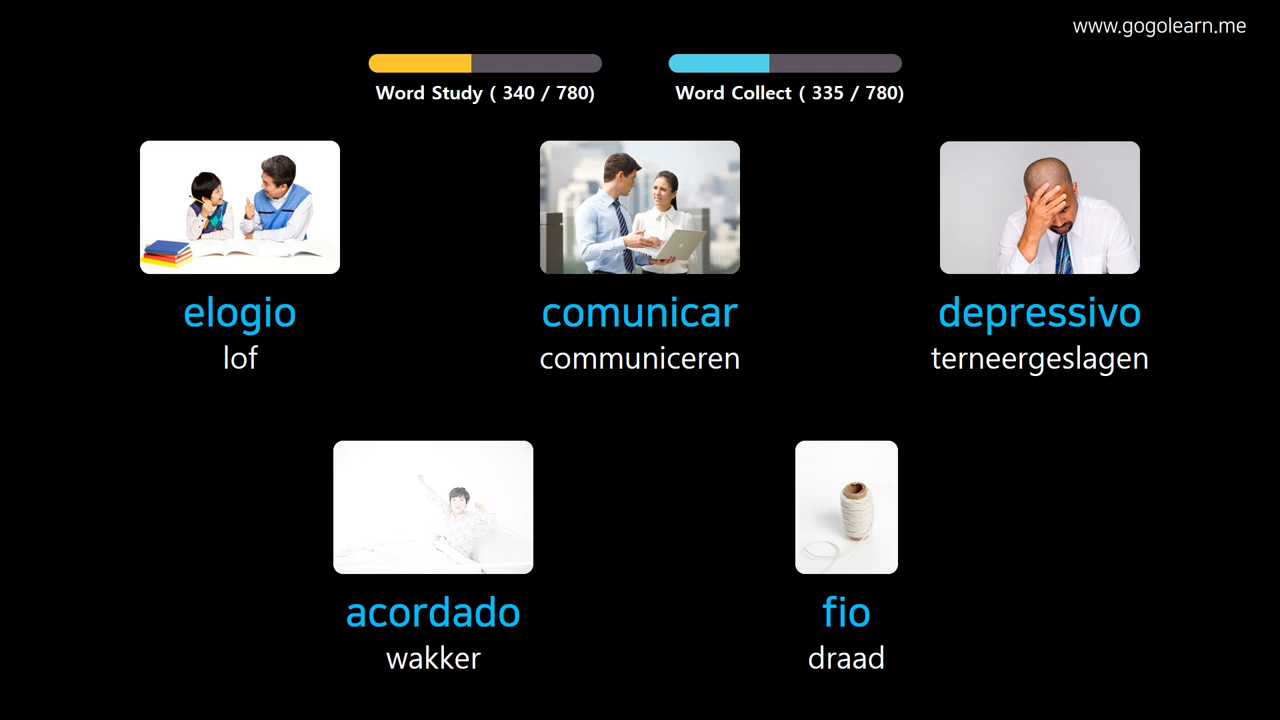 www.gogolearn.me
Word Study ( 340 / 780)
Word Collect ( 335 / 780)
elogio
lof
comunicar
communiceren
depressivo
terneergeslagen
acordado
wakker
fio
draad